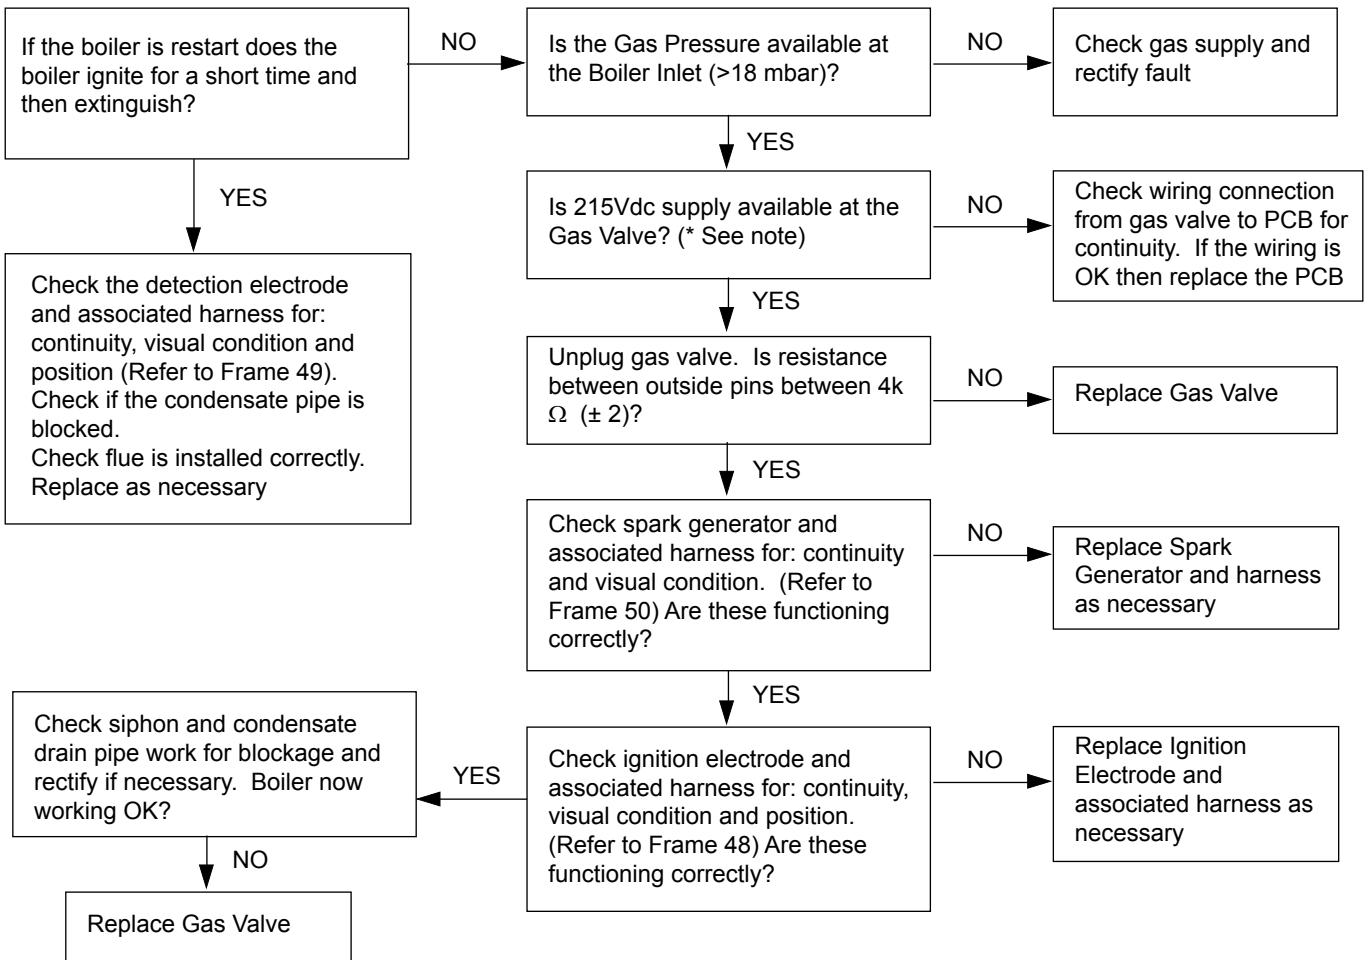 If the boiler is restart does the
boiler ignite for a short time and
then extinguish?
NO
Is the Gas Pressure available at
the Boiler Inlet (>18 mbar)?
NO
Check gas supply and
rectify fault
YES
YES
Is 215Vdc supply available at the
Gas Valve? (* See note)
NO
Check wiring connection
from gas valve to PCB for
continuity.  If the wiring is
OK then replace the PCB
Check the detection electrode
and associated harness for:
continuity, visual condition and
position (Refer to Frame 49).
Check if the condensate pipe is
blocked.
Check flue is installed correctly.
Replace as necessary
YES
Unplug gas valve.  Is resistance
between outside pins between 4k
Ω  (± 2)?
NO
Replace Gas Valve
YES
Check spark generator and
associated harness for: continuity
and visual condition.  (Refer to
Frame 50) Are these functioning
correctly?
NO
Replace Spark
Generator and harness
as necessary
YES
Check ignition electrode and
associated harness for: continuity,
visual condition and position.
(Refer to Frame 48) Are these
functioning correctly?
NO
Replace Ignition
Electrode and
associated harness as
necessary
YES
Check siphon and condensate
drain pipe work for blockage and
rectify if necessary.  Boiler now
working OK?
NO
Replace Gas Valve